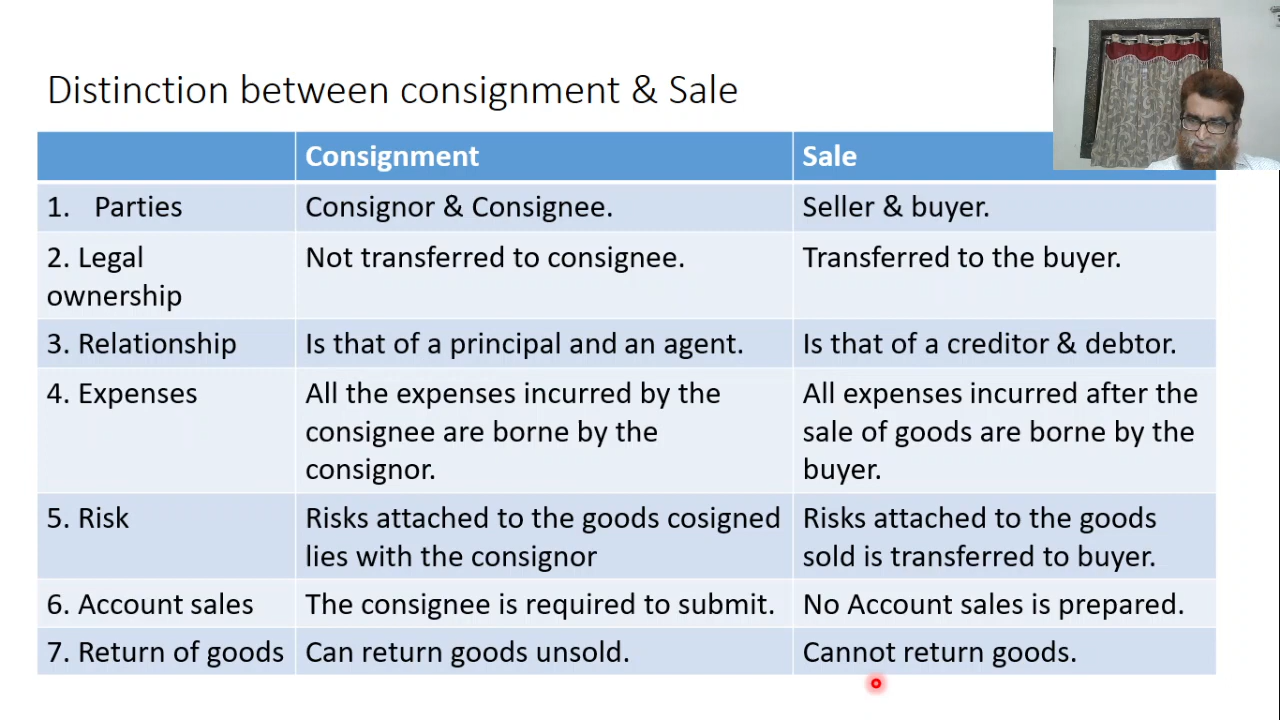 Distinction between consignment & Sale
Consignment Sale
1. Parties Consignor & Consignee. Seller & buyer.
2. Legal Not transferred to consignee. Transferred to the buyer.
ownership
3. Relationship Is that of a principal and an agent. Is that of a creditor & debtor.
4. Expenses All the expenses incurred by the All expenses incurred after the
consignee are borne by the sale of goods are borne by the
consignor. buyer.
5. Risk Risks attached to the goods cosigned Risks attached to the goods
lies with the consignor sold is transferred to buyer.
6. Account sales The consignee is required to submit. No Account sales is prepared.
7. Return of goods Can return goods unsold. Cannot return goods.